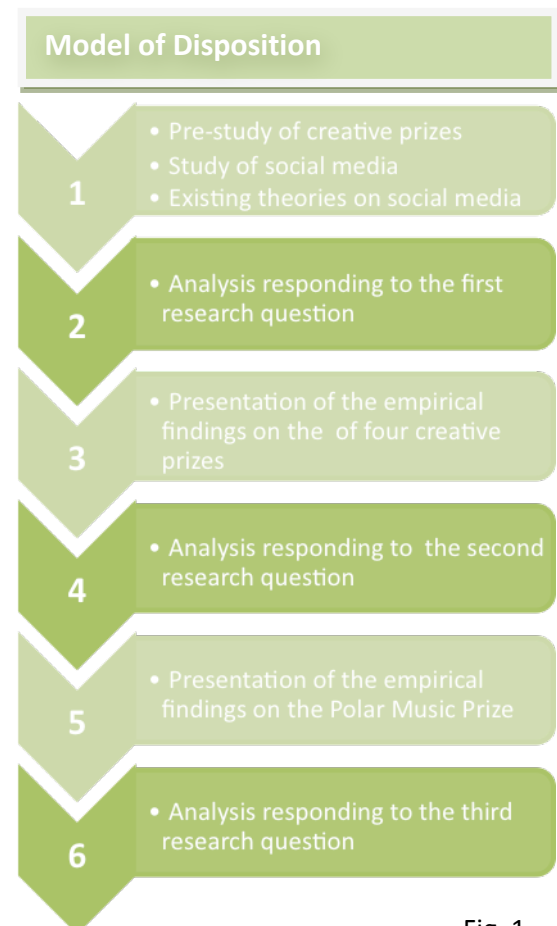 Model of Disposition
1
• Pre-study of creative prizes
• Study of social media
• Existing theories on social media
2
• Analysis responding to the first
research question
3
• Presentation of the empirical
findings on the of four creative
prizes
4
• Analysis responding to the second
research question
5
• Presentation of the empirical
findings on the Polar Music Prize
6
• Analysis responding to the third
research question
Fig. 1